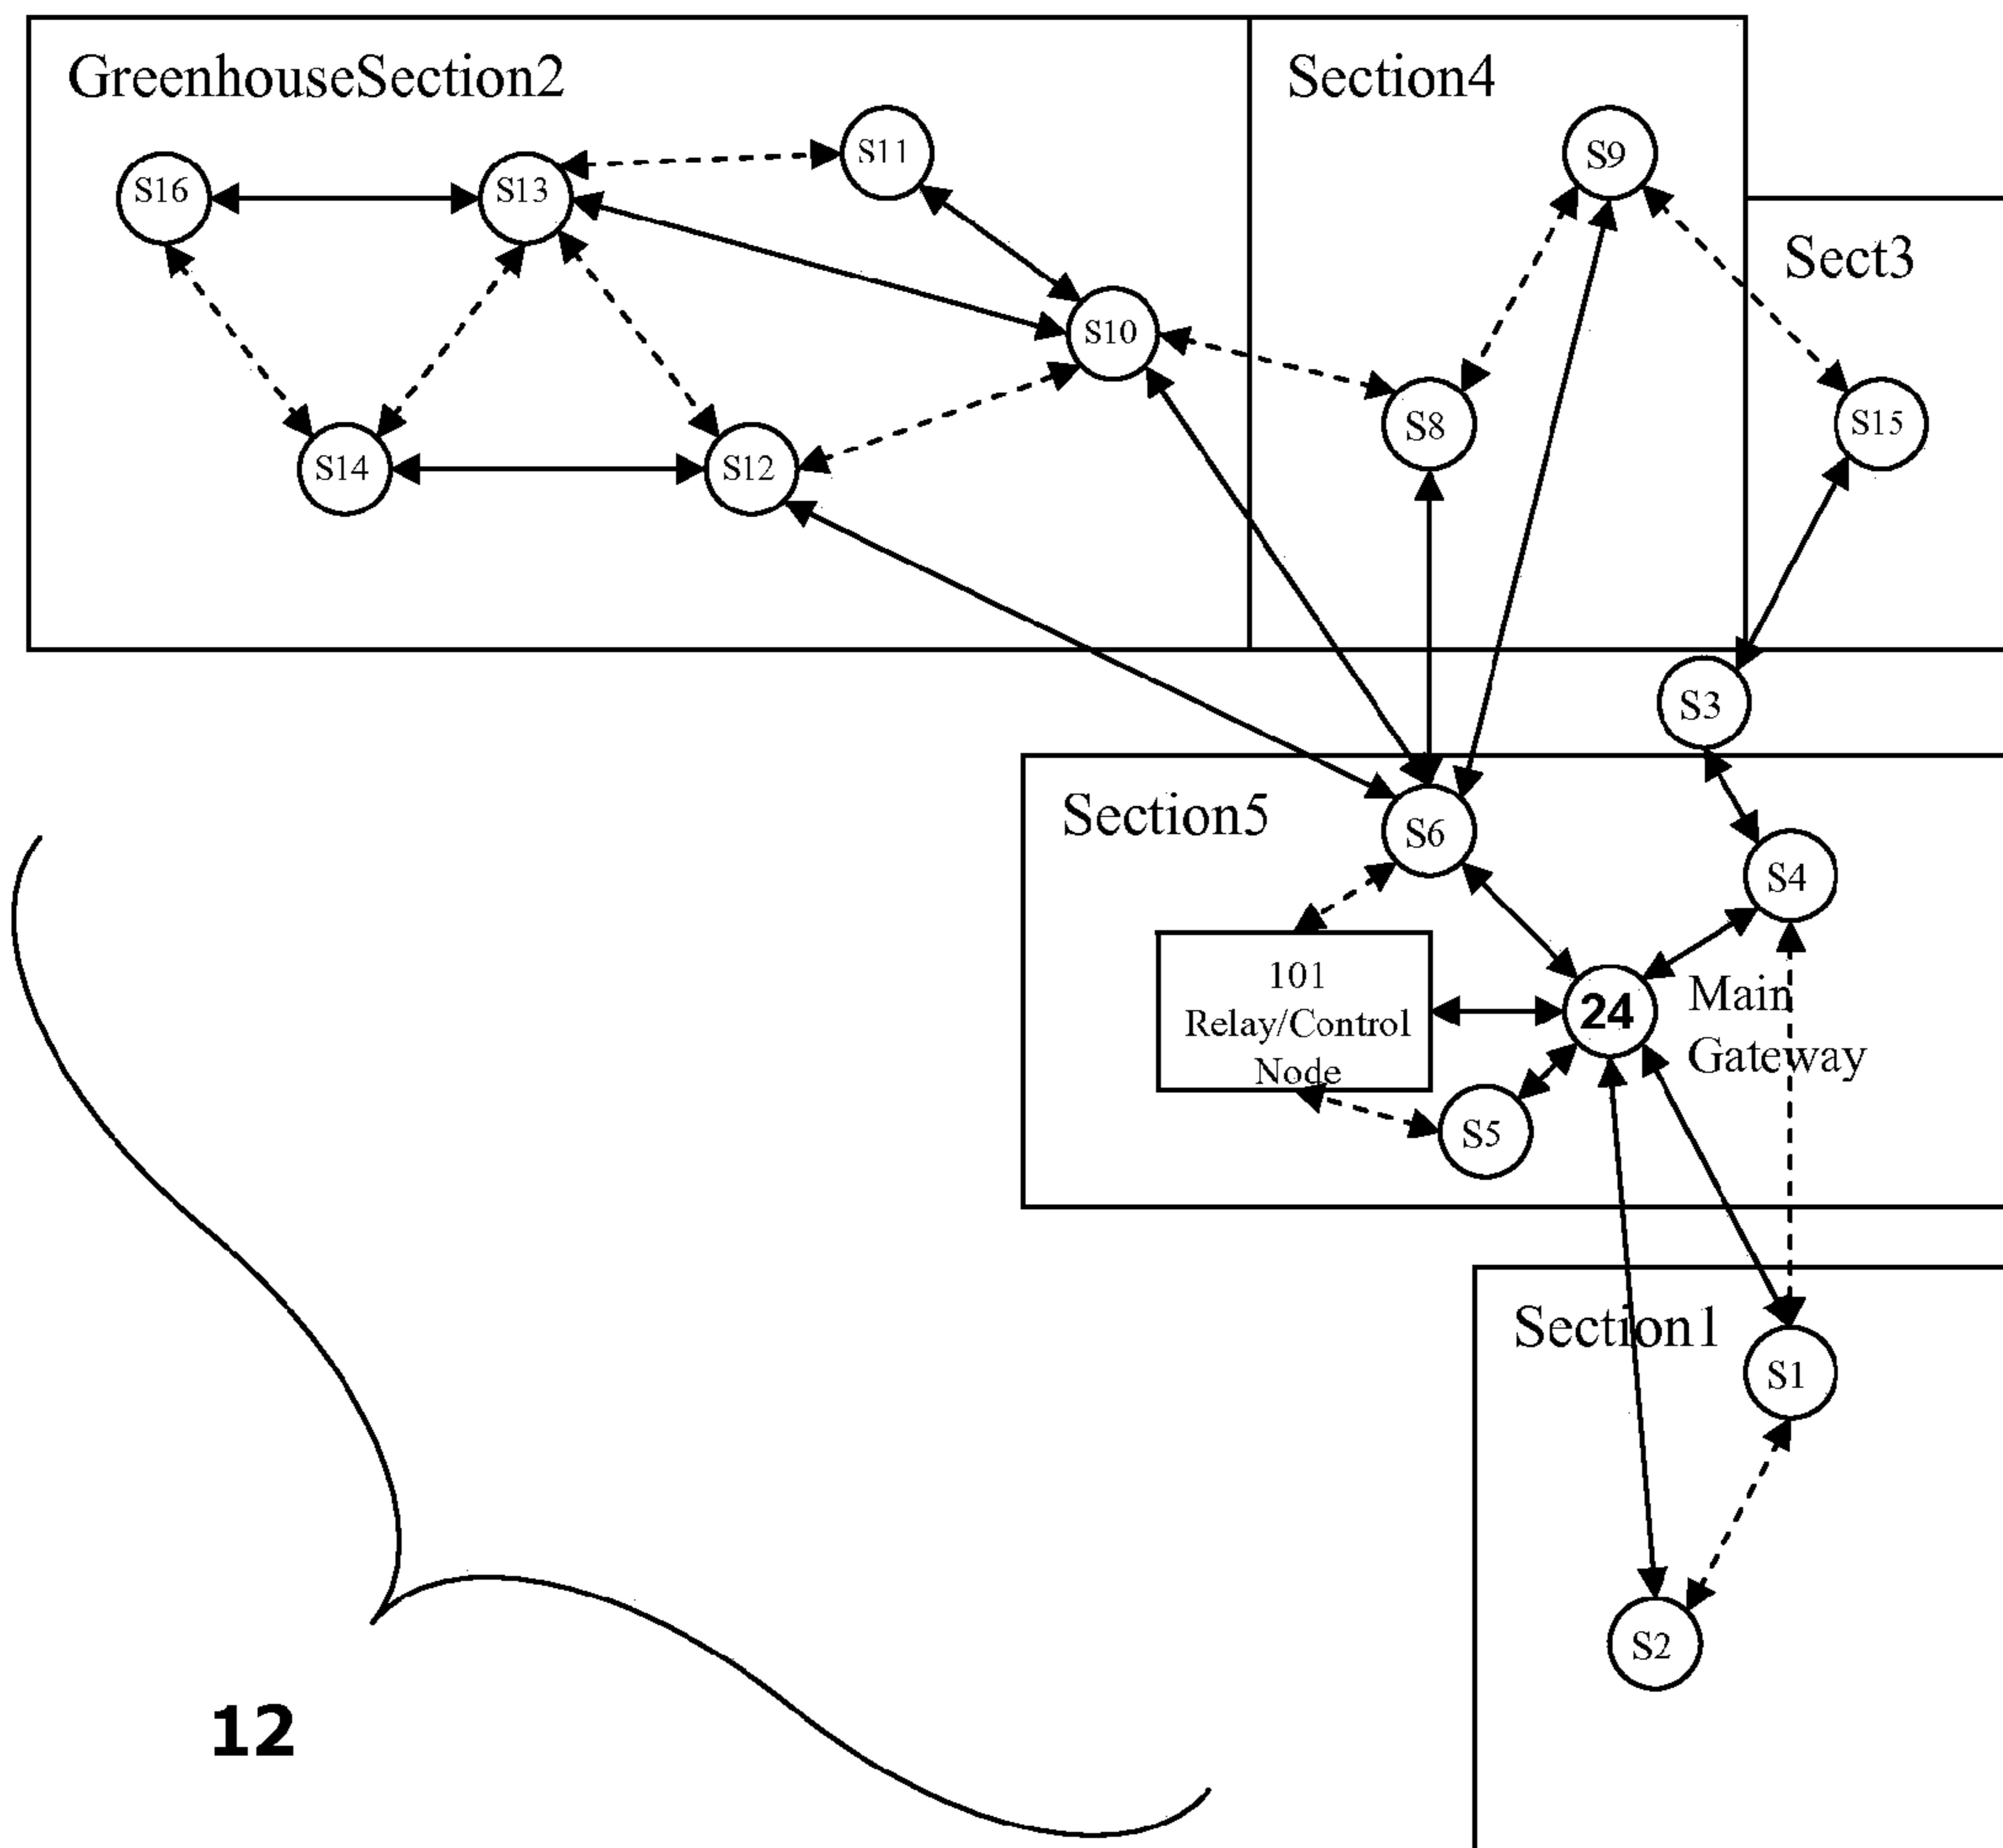 GreenhouseSection2
Section4
S11
S9
S16
S13
Sect3
S10
S8
S15
S14
S12
S3
Section5
S6
S4
101
Relay/Control
Node
24
Main
Gateway
S5
Section1
S1
S2
12